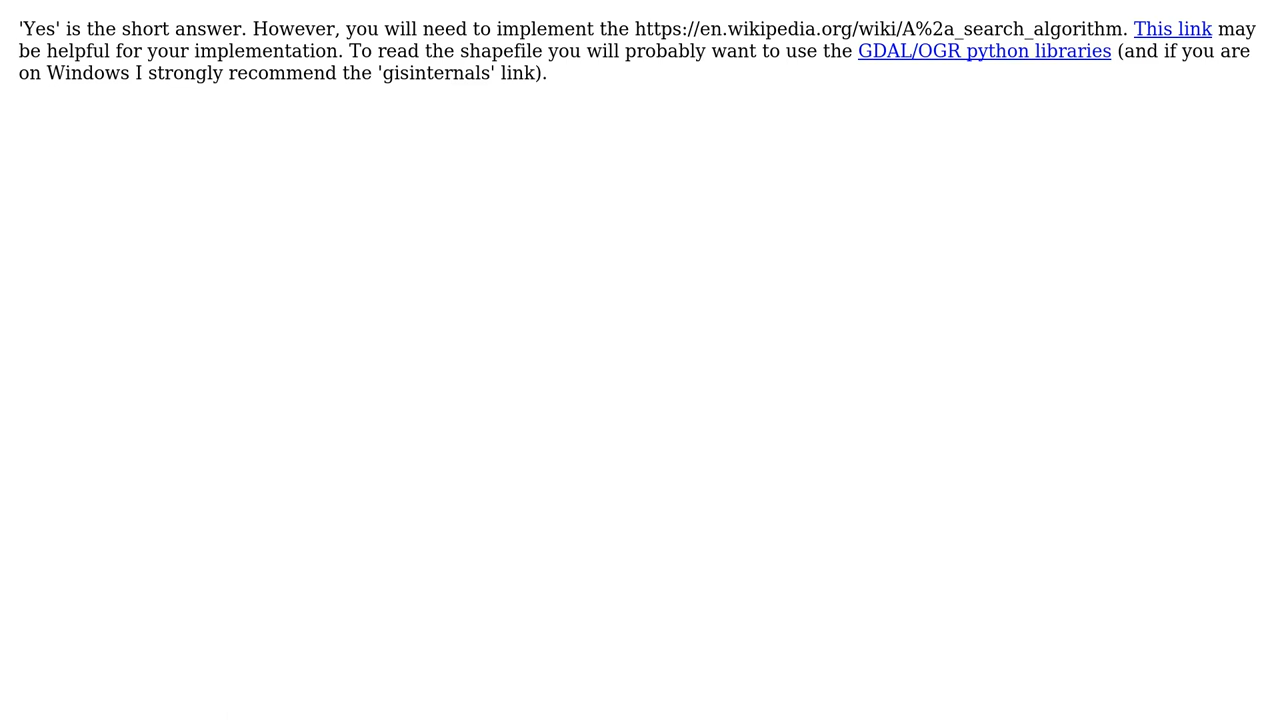 'Yes' is the short answer. However, you will need to implement the https://en.wikipedia.org/wiki/A%2a_search_algorithm. This link may
be helpful for your implementation. To read the shapefile you will probably want to use the GDAL/OGR python libraries (and if you are
on Windows I strongly recommend the 'gisinternals' link).